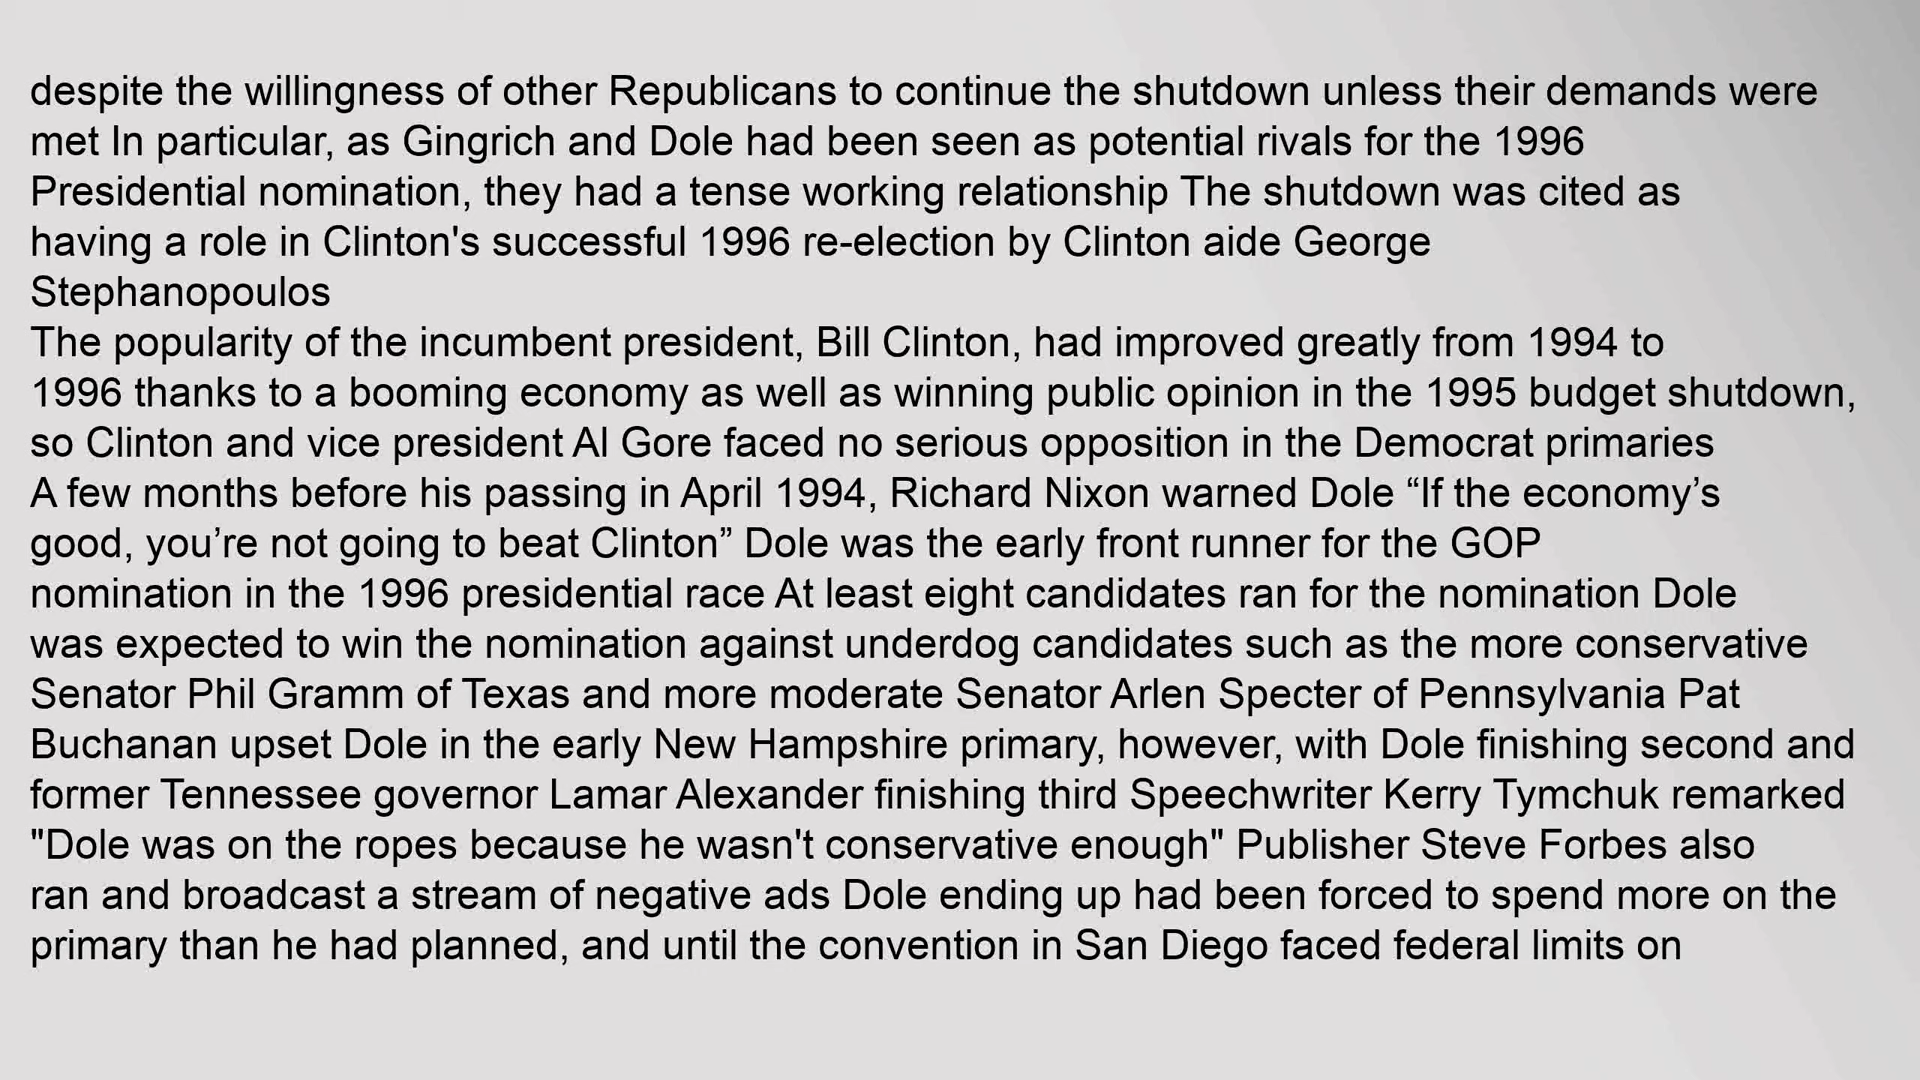 despite the willingness of other Republicans to continue the shutdown unless their demands were
met In particular, as Gingrich and Dole had been seen as potential rivals for the 1996
Presidential nomination, they had a tense working relationship The shutdown was cited as
having a role in Clinton's successful 1996 re-election by Clinton aide George
Stephanopoulos
The popularity of the incumbent president, Bill Clinton, had improved greatly from 1994 to
1996 thanks to a booming economy as well as winning public opinion in the 1995 budget shutdown,
so Clinton and vice president Al Gore faced no serious opposition in the Democrat primaries
A few months before his passing in April 1994, Richard Nixon warned Dole “If the economy’s
good, you’re not going to beat Clinton” Dole was the early front runner for the GOP
nomination in the 1996 presidential race At least eight candidates ran for the nomination Dole
was expected to win the nomination against underdog candidates such as the more conservative
Senator Phil Gramm of Texas and more moderate Senator Arlen Specter of Pennsylvania Pat
Buchanan upset Dole in the early New Hampshire primary, however, with Dole finishing second and
former Tennessee governor Lamar Alexander finishing third Speechwriter Kerry Tymchuk remarked
"Dole was on the ropes because he wasn't conservative enough" Publisher Steve Forbes also
ran and broadcast a stream of negative ads Dole ending up had been forced to spend more on the
primary than he had planned, and until the convention in San Diego faced federal limits on